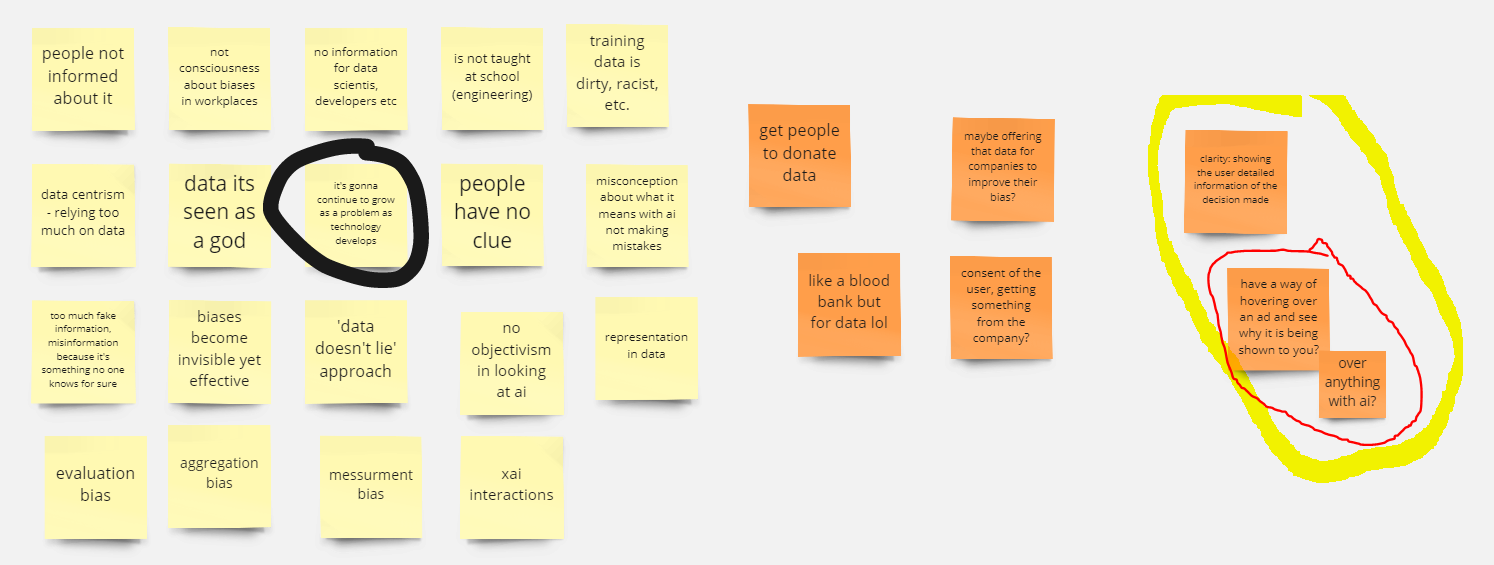 people not
informed
about it
not
consciousness
about biases
in workplaces
no information
for data
scientis,
developers etc
is not taught
at school
(engineering)
training
data is
dirty, racist,
etc.
data centrism
- relying too
much on data
data its
seen as
a god
it's gonna
continue to grow
as a problem as
technology
develops
people
have no
clue
misconception
about what it
means with ai
not making
mistakes
too much fake
information,
misinformation
because it's
something no one
knows for sure
biases
become
invisible yet
effective
'data
doesn't lie'
approach
no
objectivism
in looking
at ai
representation
in data
evaluation
bias
aggregation
bias
messurment
bias
xai
interactions
get people
to donate
data
maybe offering
that data for
companies to
improve their
bias?
like a blood
bank but
for data lol
consent of the
user, getting
something
from the
company?
clarity: showing
the user detailed
information of the
decision made
have a way of
hovering over
an ad and see
why it is being
shown to you?
over
anything
with ai?